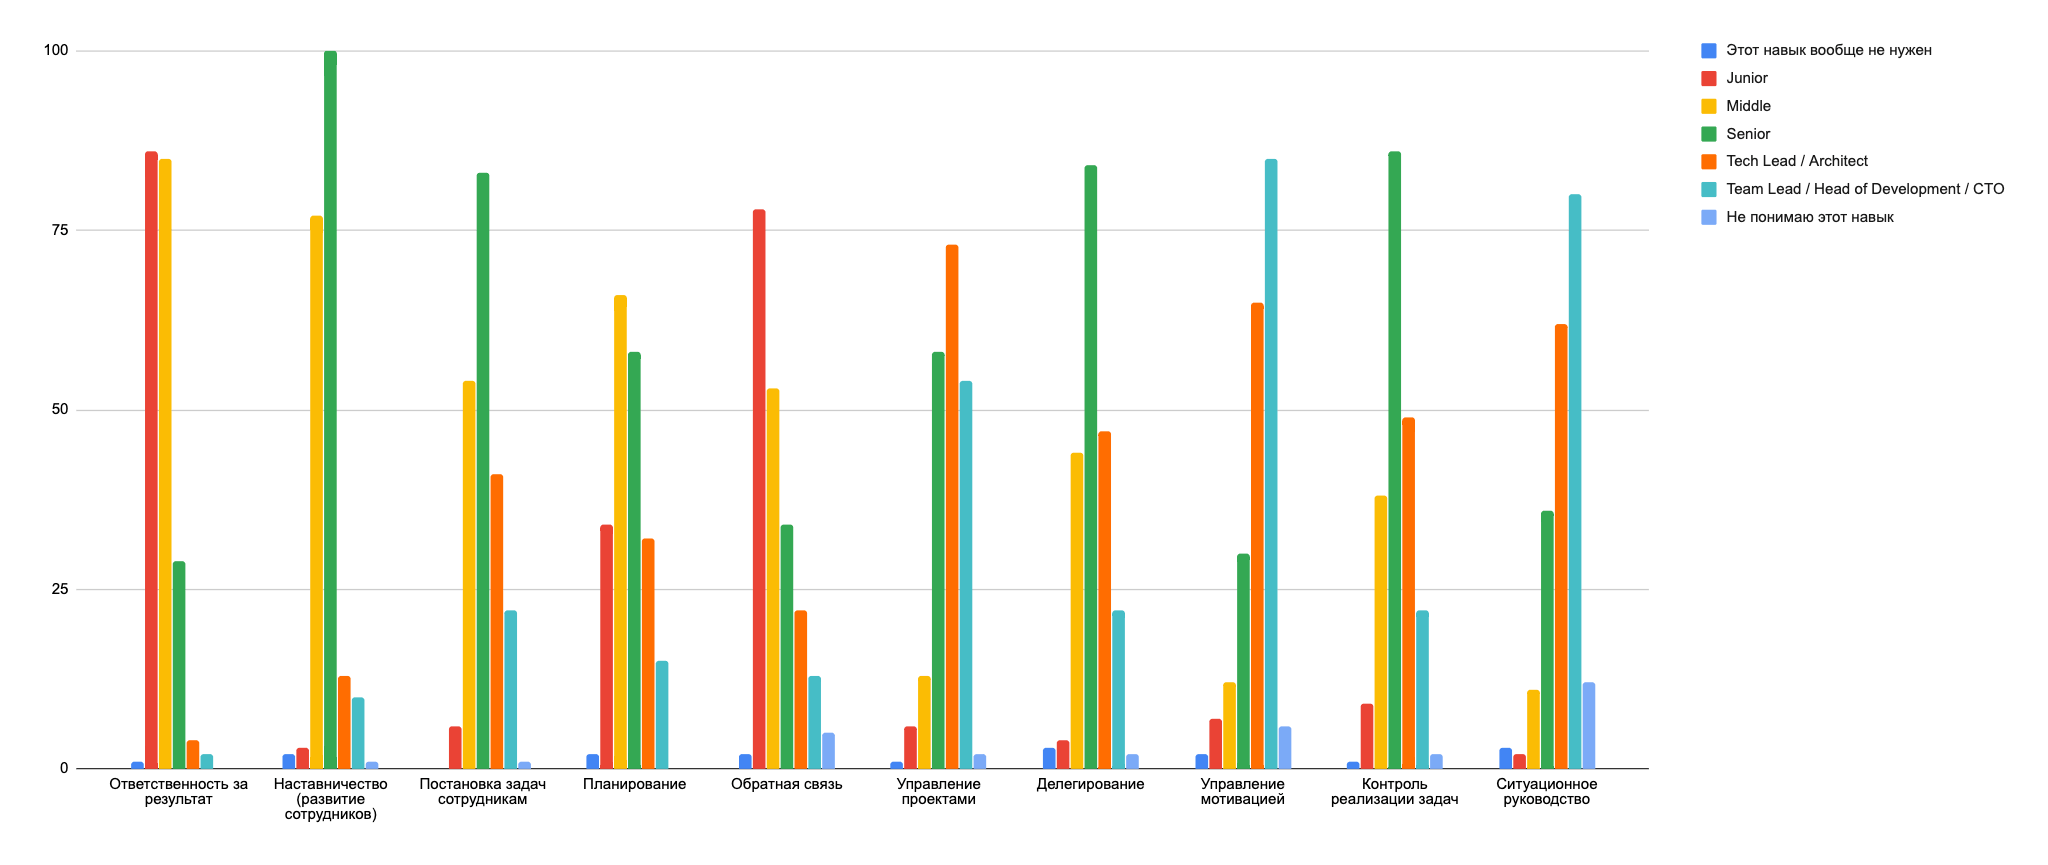 100
75
50
25
0
Ответственность за
результат
Наставничество
(развитие
сотрудников)
Постановка задач
сотрудникам
Планирование
Обратная связь
Управление
проектами
Делегирование
Управление
мотивацией
Контроль
реализации задач
Ситуационное
руководство
Этот навык вообще не нужен
Junior
Middle
Senior
Tech Lead / Architect
Team Lead / Head of Development / CTO
Не понимаю этот навык